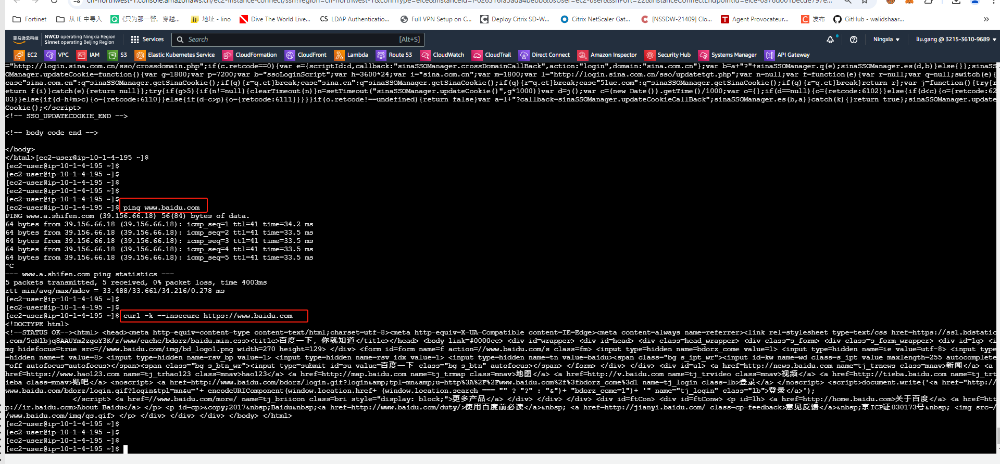 cn-northwest-1.console.amazonaws.cn/ec2-instance-connect/ssh?region=cn-northwest-1&connType=eice&instanceId=
Fortinet 从 IE 中导入 《只为那一瞥，穿越... 地址 - lino Dive The World Live... LDAP Authenticatio... Full VPN Setup on C... Deploy Citrix SD-W... Citrix NetScaler Gat... [NSSDW-21409] Clo... Agent Provocateur... 发布 GitHub - walidshaar... »
亚马逊云科技 NWCD operating Ningxia Region
Sinnet operating Beijing Region
Services Search [Alt+S] Ningxia ▼ liu.gang @ 3215-3610-9689 ▼
EC2 VPC IAM S3 Elastic Kubernetes Service CloudFormation CloudFront Lambda Route 53 CloudWatch CloudTrail Direct Connect Amazon Inspector Security Hub Systems Manager API Gateway
="http://login.sina.com.cn/sso/crossdomain.php";if(c.retcode==0){var e={scriptId:d,callback:"sinaSSOManager.crossDomainCallBack",action:"login",domain:"sina.com.cn"};var b=a+"?"+sinaSSOManager.q(e);sinaSSOManager.es(d,b)}else{}};sinaSS
OManager.updateCookie=function(){var g=1800;var p=7200;var b="ssoLoginScript";var h=3600*24;var i="sina.com.cn";var m=1800;var l="http://login.sina.com.cn/sso/updatetgt.php";var n=null;var f=function(e){var r=null;var q=null;switch(e){
case"sina.com.cn":q=sinaSSOManager.getSinaCookie();if(q){r=q.et}break;case"sina.cn":q=sinaSSOManager.getSinaCookie();if(q){r=q.et}break;case"51uc.com":q=sinaSSOManager.getSinaCookie();if(q){r=q.et}break}return r};var j=function(){try{r
eturn f(i)}catch(e){return null}};try{if(g>5){if(n!=null){clearTimeout(n)}n=setTimeout("sinaSSOManager.updateCookie()",g*1000)}var d=j();var c=(new Date()).getTime()/1000;var o={};if(d==null){o={retcode:6102}}else{if(d<c){o={retcode:62
03}}else{if(d-h+m>c){o={retcode:6110}}else{if(d-c>p){o={retcode:6111}}}}}if(o.retcode!==undefined){return false}var a=l+"?callback=sinaSSOManager.updateCookieCallBack";sinaSSOManager.es(b,a)}catch(k){}return true};sinaSSOManager.update
Cookie();</script>
<!-- SSO_UPDATECOOKIE_END -->
<!-- body code end -->
</body>
</html>[ec2-user@ip-10-1-4-195 ~]$
[ec2-user@ip-10-1-4-195 ~]$
[ec2-user@ip-10-1-4-195 ~]$
[ec2-user@ip-10-1-4-195 ~]$
[ec2-user@ip-10-1-4-195 ~]$
[ec2-user@ip-10-1-4-195 ~]$
[ec2-user@ip-10-1-4-195 ~]$ ping www.baidu.com
PING www.a.shifen.com (39.156.66.18) 56(84) bytes of data.
64 bytes from 39.156.66.18 (39.156.66.18): icmp_seq=1 ttl=41 time=34.2 ms
64 bytes from 39.156.66.18 (39.156.66.18): icmp_seq=2 ttl=41 time=33.5 ms
64 bytes from 39.156.66.18 (39.156.66.18): icmp_seq=3 ttl=41 time=33.5 ms
64 bytes from 39.156.66.18 (39.156.66.18): icmp_seq=4 ttl=41 time=33.5 ms
64 bytes from 39.156.66.18 (39.156.66.18): icmp_seq=5 ttl=41 time=33.5 ms
^C
--- www.a.shifen.com ping statistics ---
5 packets transmitted, 5 received, 0% packet loss, time 4003ms
rtt min/avg/max/mdev = 33.488/33.661/34.216/0.278 ms
[ec2-user@ip-10-1-4-195 ~]$
[ec2-user@ip-10-1-4-195 ~]$
[ec2-user@ip-10-1-4-195 ~]$ curl -k --insecure https://www.baidu.com
<!DOCTYPE html>
<!--STATUS OK--><html> <head><meta http-equiv=content-type content=text/html;charset=utf-8><meta http-equiv=X-UA-Compatible content=IE=Edge><meta content=always name=referrer><link rel=stylesheet type=text/css href=https://ss1.bdstatic
.com/5eN1bjq8AAUYm2zgoY3K/r/www/cache/bdorz/baidu.min.css><title>百度一下，你就知道</title></head> <body link=#0000cc> <div id=wrapper> <div id=head> <div class=head_wrapper> <div class=s_form> <div class=s_form_wrapper> <div id=lg> <i
mg hidefocus=true src=//www.baidu.com/img/bd_logo1.png width=270 height=129> </div> <form id=form name=f action=//www.baidu.com/s class=fm> <input type=hidden name=bdorz_come value=1> <input type=hidden name=ie value=utf-8> <input type
=hidden name=f value=8> <input type=hidden name=rsv_bp value=1> <input type=hidden name=rsv_idx value=1> <input type=hidden name=tn value=baidu><span class="bg s_ipt_wr"><input id=kw name=wd class=s_ipt value maxlength=255 autocomplete
=off autofocus=autofocus></span><span class="bg s_btn_wr"><input type=submit id=su value=百度一下 class="bg s_btn" autofocus></span> </form> </div> </div> <div id=u1> <a href=http://news.baidu.com name=tj_trnews class=mnav>新闻</a> <a
href=https://www.hao123.com name=tj_trhao123 class=mnav>hao123</a> <a href=http://map.baidu.com name=tj_trmap class=mnav>地图</a> <a href=http://v.baidu.com name=tj_trvideo class=mnav>视频</a> <a href=http://tieba.baidu.com name=tj_trt
ieba class=mnav>贴吧</a> <noscript> <a href=http://www.baidu.com/bdorz/login.gif?login&amp;tpl=mn&amp;u=http%3A%2F%2Fwww.baidu.com%2f%3fbdorz_come%3d1 name=tj_login class=lb>登录</a> </noscript> <script>document.write('<a href="http://
www.baidu.com/bdorz/login.gif?login&tpl=mn&u='+ encodeURIComponent(window.location.href+ (window.location.search === "" ? "?" : "&")+ "bdorz_come=1")+ '" name="tj_login" class="lb">登录</a>');
</script> <a href=//www.baidu.com/more/ name=tj_briicon class=bri style="display: block;">更多产品</a> </div> </div> </div> <div id=ftCon> <div id=ftConw> <p id=lh> <a href=http://home.baidu.com>关于百度</a> <a href=htt
p://ir.baidu.com>About Baidu</a> </p> <p id=cp>&copy;2017&nbsp;Baidu&nbsp;<a href=http://www.baidu.com/duty/>使用百度前必读</a>&nbsp; <a href=http://jianyi.baidu.com/ class=cp-feedback>意见反馈</a>&nbsp;京ICP证030173号&nbsp; <img src=/
/www.baidu.com/img/gs.gif> </p> </div> </div> </div> </body> </html>
[ec2-user@ip-10-1-4-195 ~]$
[ec2-user@ip-10-1-4-195 ~]$
[ec2-user@ip-10-1-4-195 ~]$
[ec2-user@ip-10-1-4-195 ~]$